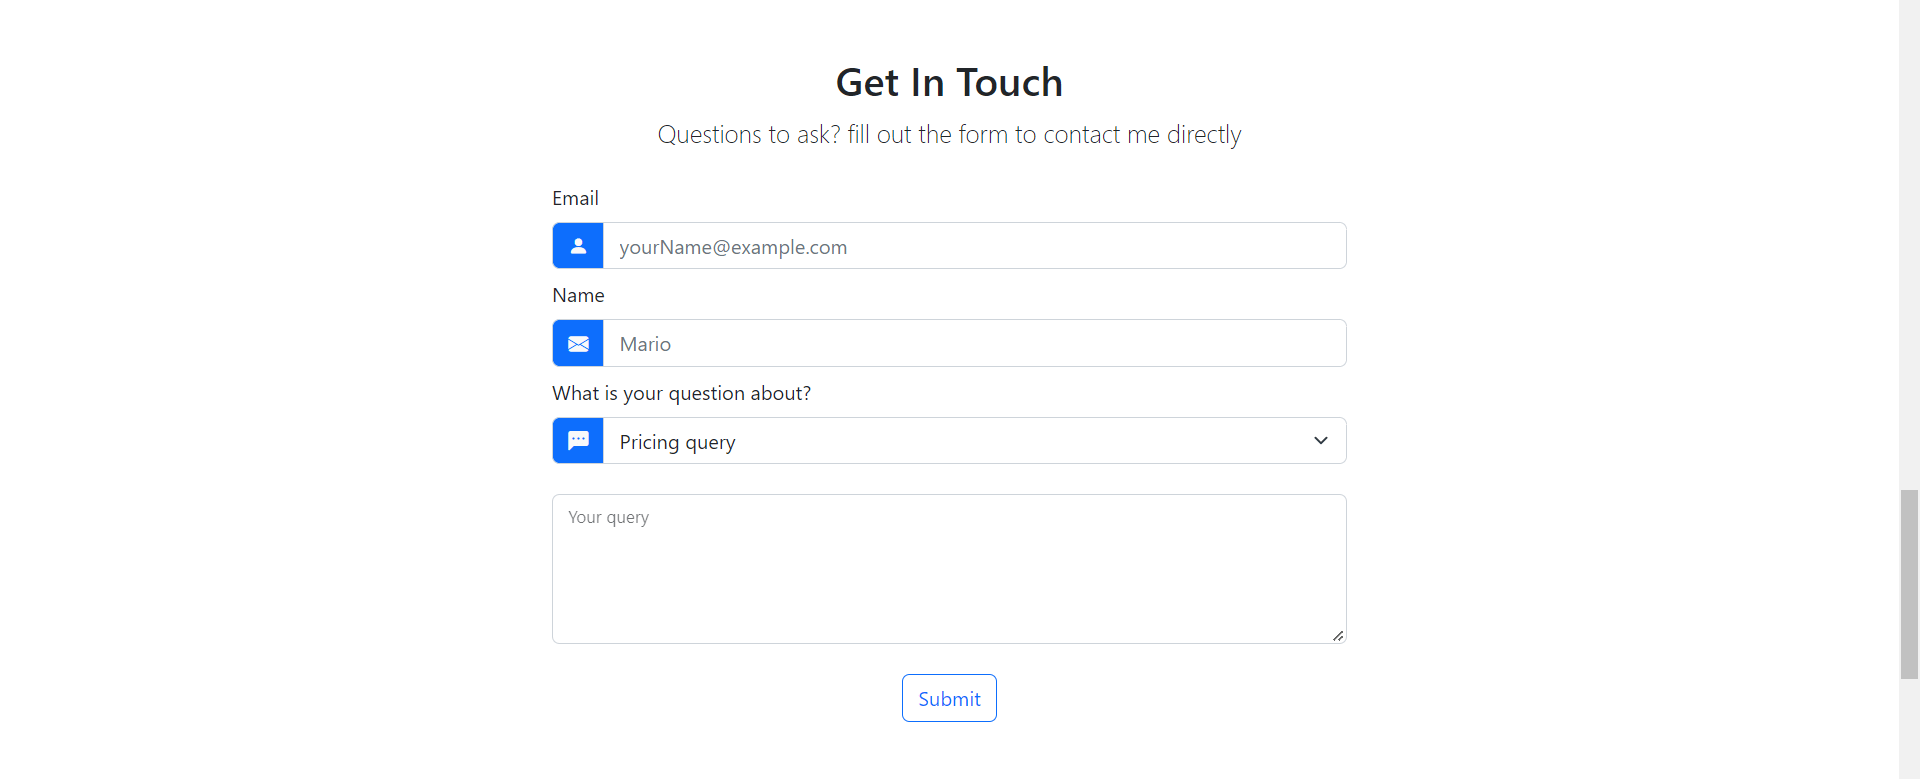 Get In Touch
Questions to ask? fill out the form to contact me directly
Email
yourName@example.com
Name
Mario
What is your question about?
Pricing query
Your query
Submit